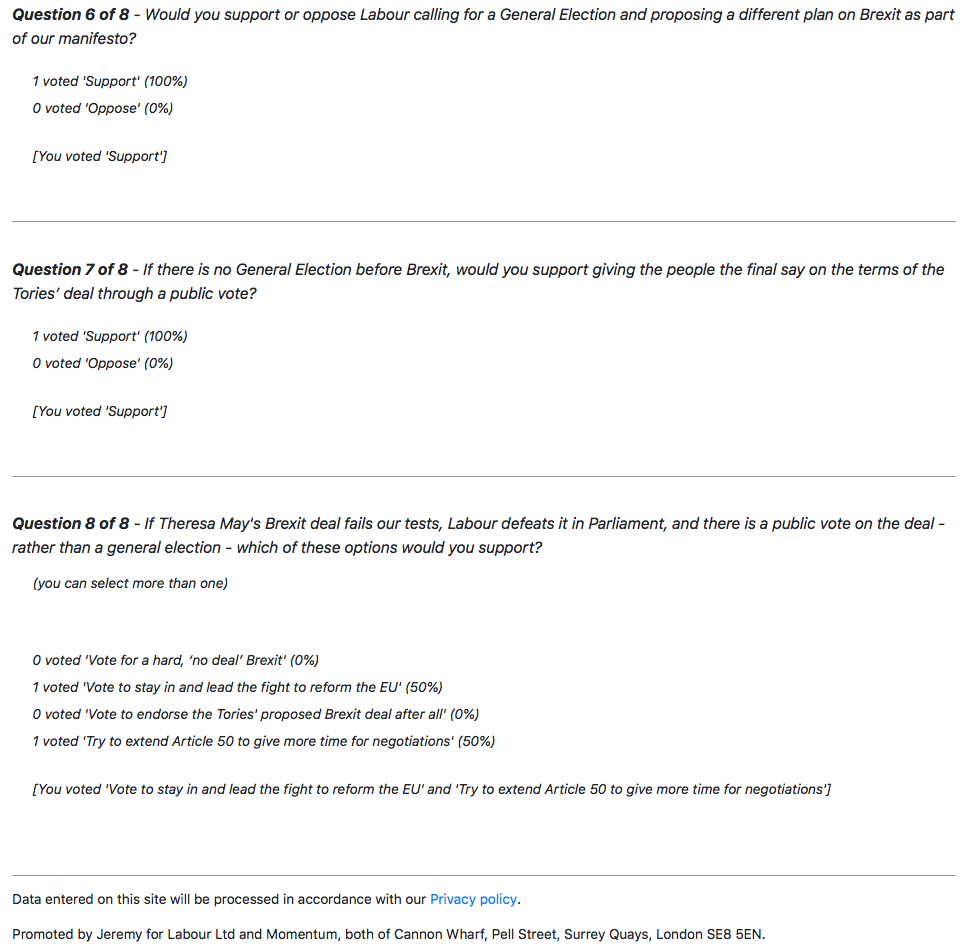 Question 6 of 8 - Would you support or oppose Labour calling for a General Election and proposing a different plan on Brexit as part
of our manifesto?
1 voted 'Support' (100%)
0 voted 'Oppose' (0%)
[You voted 'Support']
Question 7 of 8 - If there is no General Election before Brexit, would you support giving the people the final say on the terms of the
Tories’ deal through a public vote?
1 voted 'Support' (100%)
0 voted 'Oppose' (0%)
[You voted 'Support']
Question 8 of 8 - If Theresa May's Brexit deal fails our tests, Labour defeats it in Parliament, and there is a public vote on the deal -
rather than a general election - which of these options would you support?
(you can select more than one)
0 voted 'Vote for a hard, ‘no deal’ Brexit' (0%)
1 voted 'Vote to stay in and lead the fight to reform the EU' (50%)
0 voted 'Vote to endorse the Tories' proposed Brexit deal after all' (0%)
1 voted 'Try to extend Article 50 to give more time for negotiations' (50%)
[You voted 'Vote to stay in and lead the fight to reform the EU' and 'Try to extend Article 50 to give more time for negotiations']
Data entered on this site will be processed in accordance with our Privacy policy.
Promoted by Jeremy for Labour Ltd and Momentum, both of Cannon Wharf, Pell Street, Surrey Quays, London SE8 5EN.